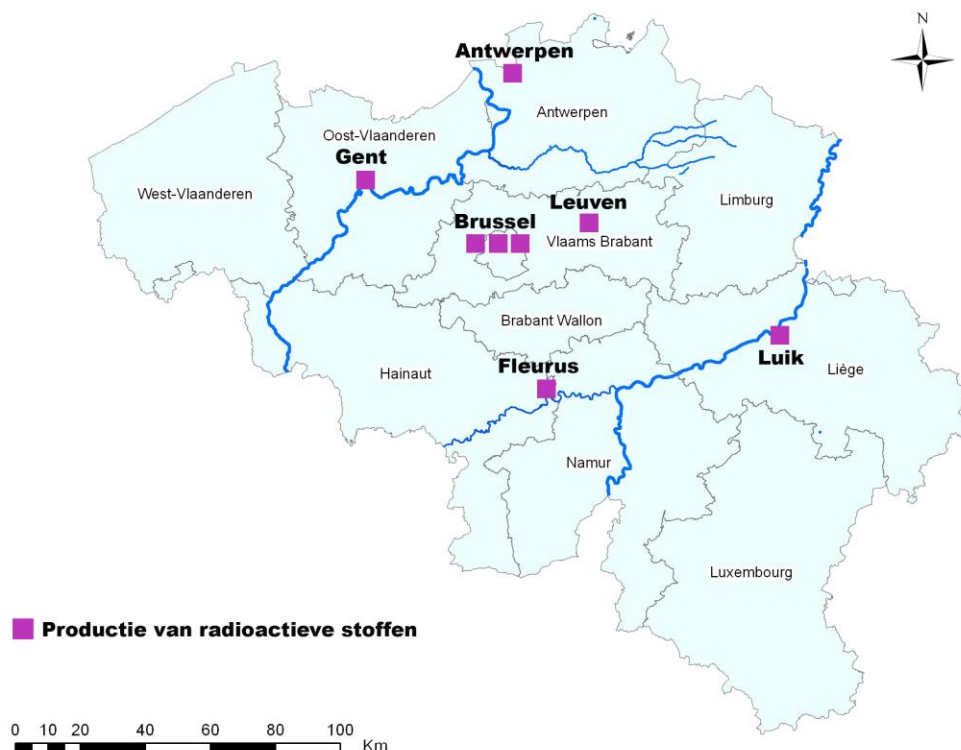 N
Antwerpen
Antwerpen
Oost-Vlaanderen
Gent
West-Vlaanderen
Limburg
Leuven
Brussel
Vlaams Brabant
Brabant Wallon
Luik
Fleurus
Hainaut
Liège
Namur
Luxembourg
Productie van radioactieve stoffen
0 10 20 40 60 80 100
Km